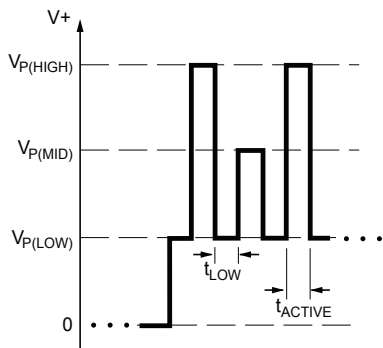 V+
VP(HIGH)
VP(MID)
VP(LOW)
tLOW
tACTIVE
0